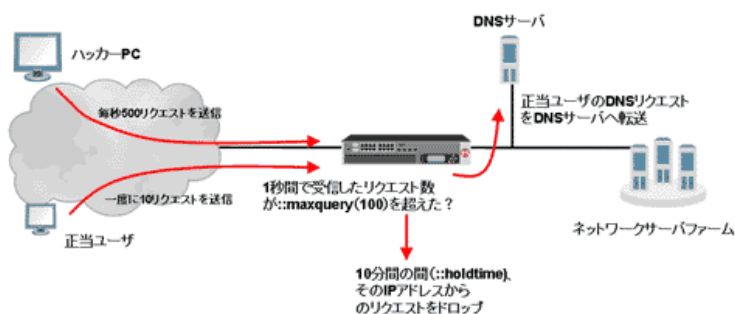 DNSサーバ
ハッカーPC
毎秒500リクエストを送信
正当ユーザのDNSリクエスト
をDNSサーバへ転送
一度に10リクエストを送信
1秒間で受信したリクエスト数
が::maxquery(100)を超えた？
正当ユーザ
ネットワークサーバファーム
10分間の間(::holdtime)、
そのIPアドレスから
のリクエストをドロップ